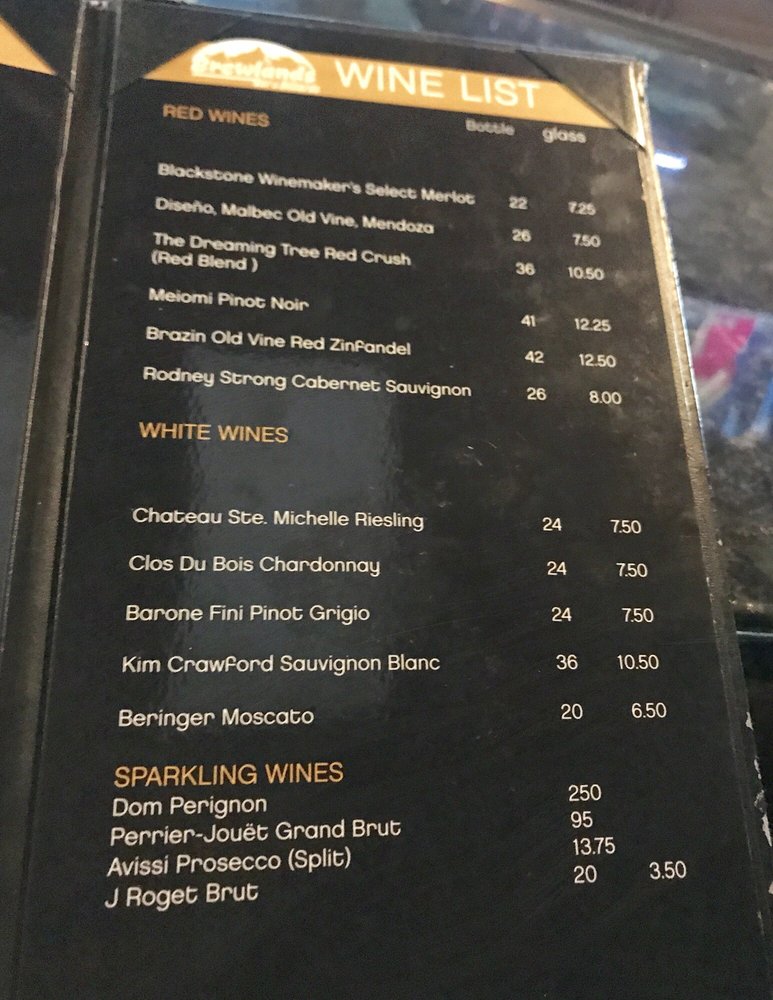 Brewlands
WINE LIST
RED WINES Bottle glass
Blackstone Winemaker's Select Merlot 22 7.25
Diseño, Malbec Old Vine, Mendoza 26 7.50
The Dreaming Tree Red Crush 36 10.50
(Red Blend )
Meiomi Pinot Noir 41 12.25
Brazin Old Vine Red Zinfandel 42 12.50
Rodney Strong Cabernet Sauvignon 26 8.00
WHITE WINES
Chateau Ste. Michelle Riesling 24 7.50
Clos Du Bois Chardonnay 24 7.50
Barone Fini Pinot Grigio 24 7.50
Kim Crawford Sauvignon Blanc 36 10.50
Beringer Moscato 20 6.50
SPARKLING WINES
Dom Perignon 250
Perrier-Jouët Grand Brut 95
Avissi Prosecco (Split) 13.75
J Roget Brut 20 3.50